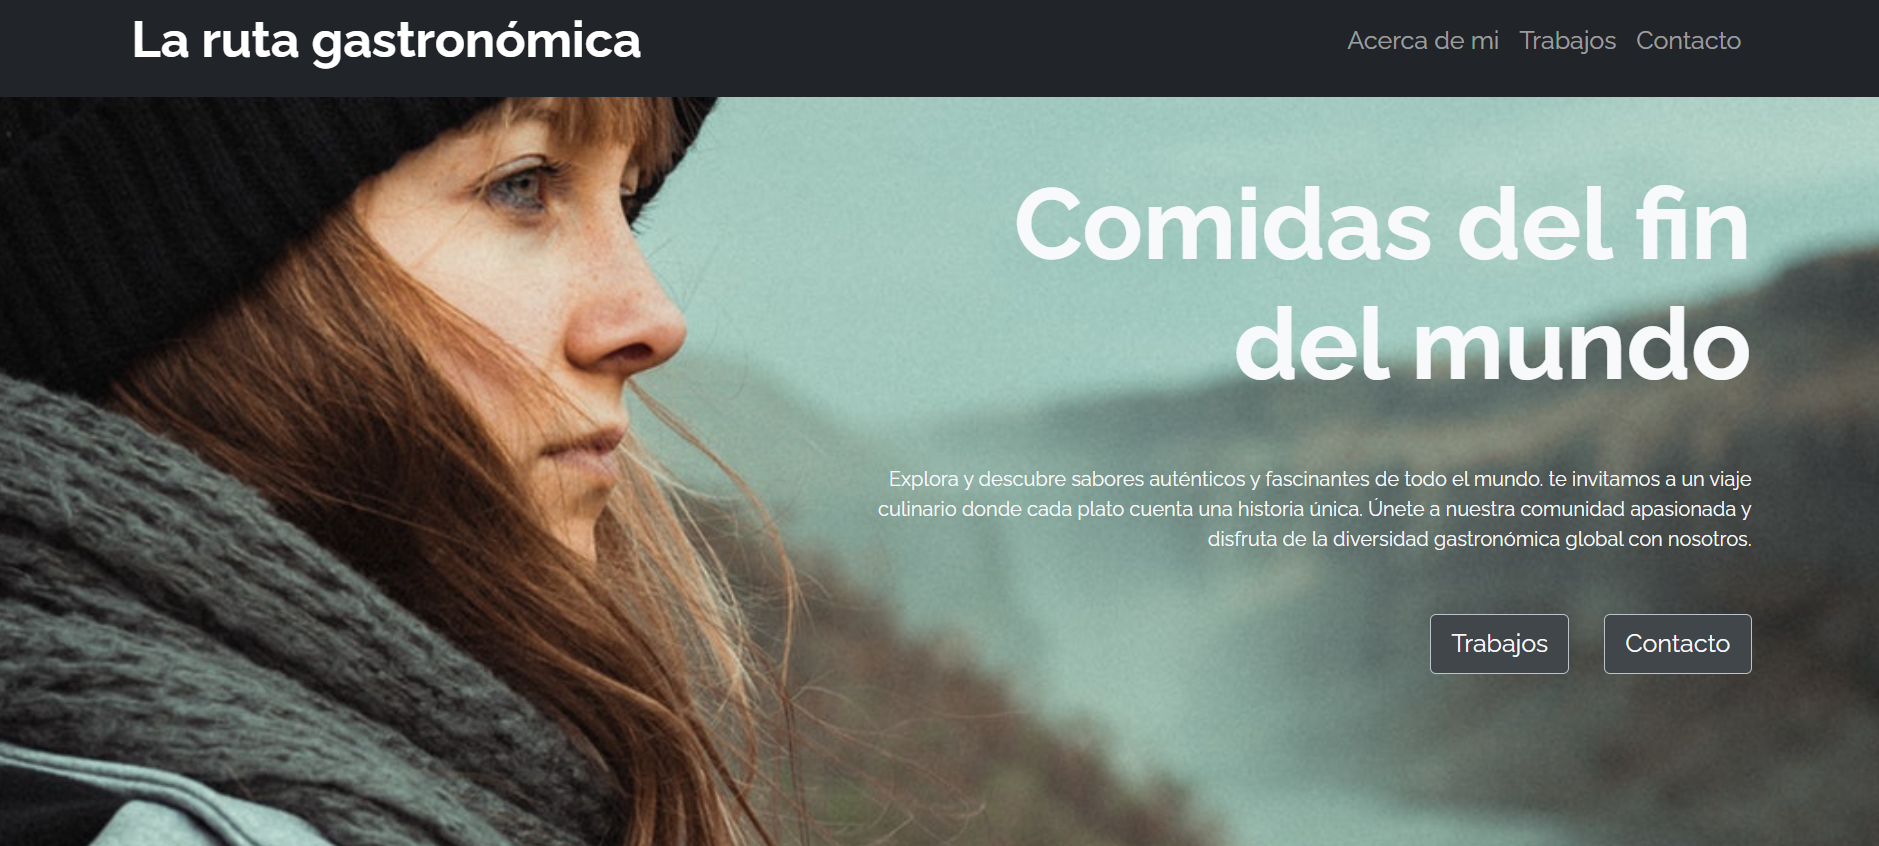 La ruta gastronómica
Acerca de mi Trabajos Contacto
Comidas del fin
del mundo
Explora y descubre sabores auténticos y fascinantes de todo el mundo. te invitamos a un viaje
culinario donde cada plato cuenta una historia única. Únete a nuestra comunidad apasionada y
disfruta de la diversidad gastronómica global con nosotros.
Trabajos Contacto